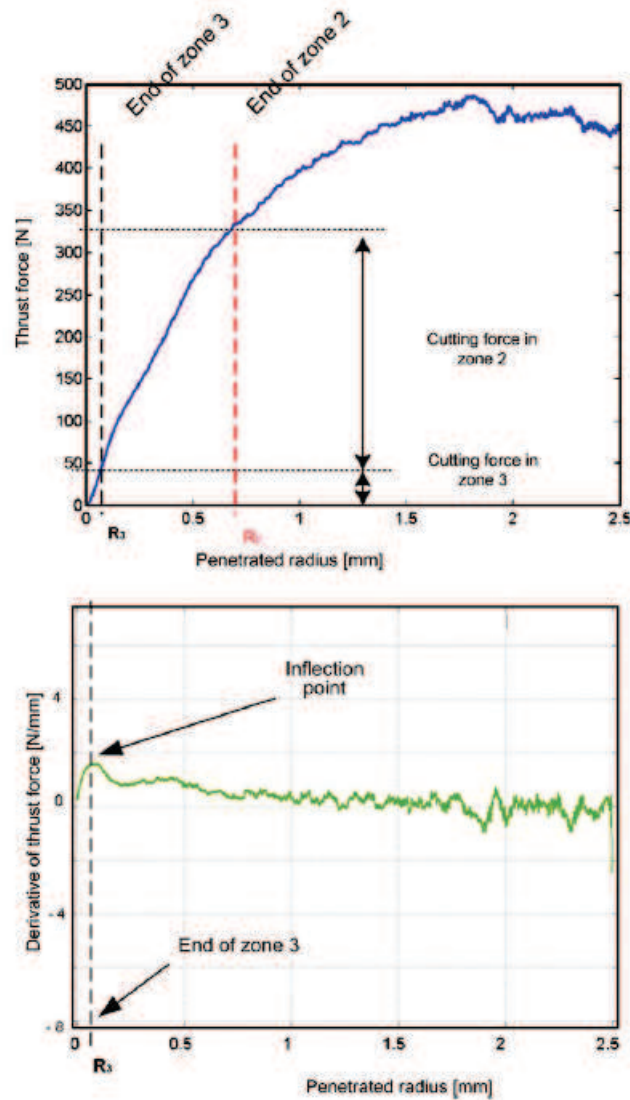 End of zone 3
End of zone 2
500
450
400
350
300
250
200
150
100
50
0
Thrust force [N ]
Cutting force in
zone 2
Cutting force in
zone 3
0
0.5
1
1.5
2
2.5
R₃
Penetrated radius [mm]
Inflection
point
4
0
- 4
- 8
Derivative of thrust force [N/mm]
End of zone 3
0
0.5
1
1.5
2
2.5
R₃
Penetrated radius [mm]